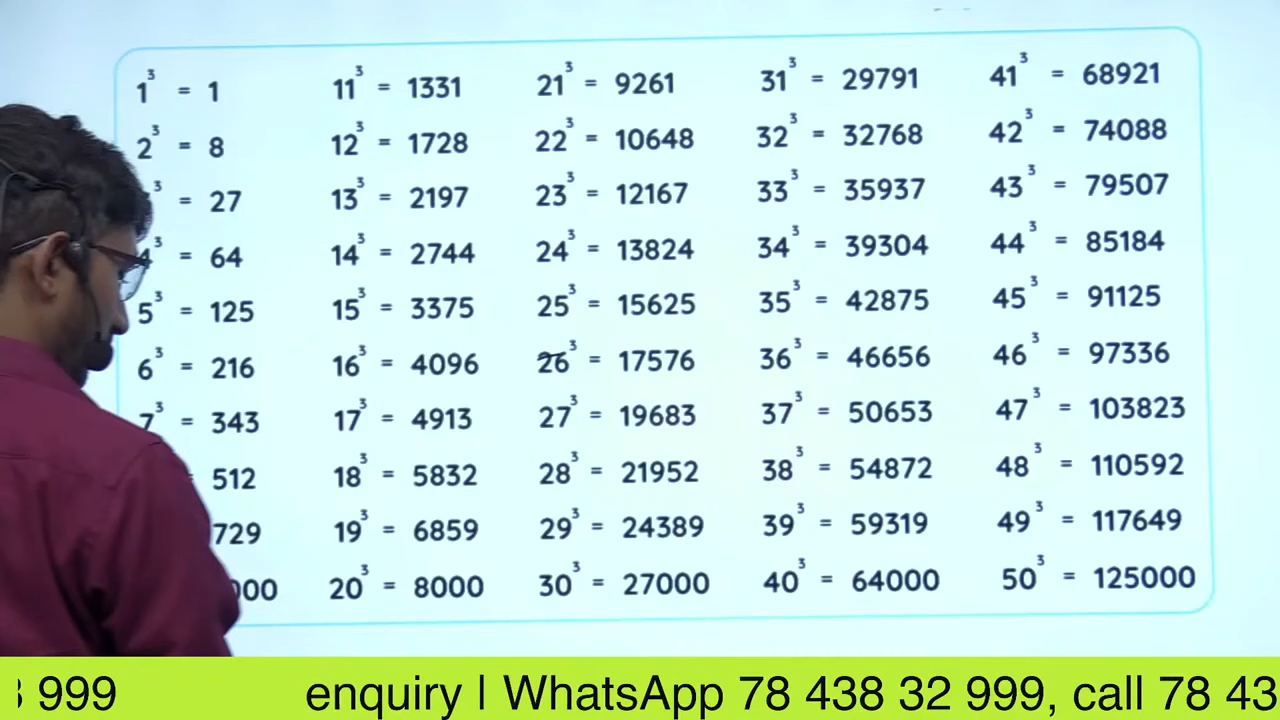 1³ = 1 11³ = 1331 21³ = 9261 31³ = 29791 41³ = 68921
2³ = 8 12³ = 1728 22³ = 10648 32³ = 32768 42³ = 74088
³ = 27 13³ = 2197 23³ = 12167 33³ = 35937 43³ = 79507
4³ = 64 14³ = 2744 24³ = 13824 34³ = 39304 44³ = 85184
5³ = 125 15³ = 3375 25³ = 15625 35³ = 42875 45³ = 91125
6³ = 216 16³ = 4096 26³ = 17576 36³ = 46656 46³ = 97336
7³ = 343 17³ = 4913 27³ = 19683 37³ = 50653 47³ = 103823
512 18³ = 5832 28³ = 21952 38³ = 54872 48³ = 110592
729 19³ = 6859 29³ = 24389 39³ = 59319 49³ = 117649
000 20³ = 8000 30³ = 27000 40³ = 64000 50³ = 125000
999 enquiry | WhatsApp 78 438 32 999, call 78 43